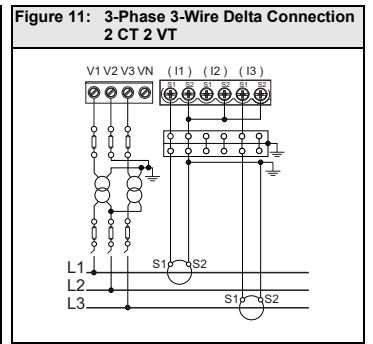 Figure 11: 3-Phase 3-Wire Delta Connection
2 CT 2 VT
V1 V2 V3 VN ( I1 ) ( I2 ) ( I3 )
S1 S2 S1 S2 S1 S2
L1 S1 S2
L2
L3 S1 S2